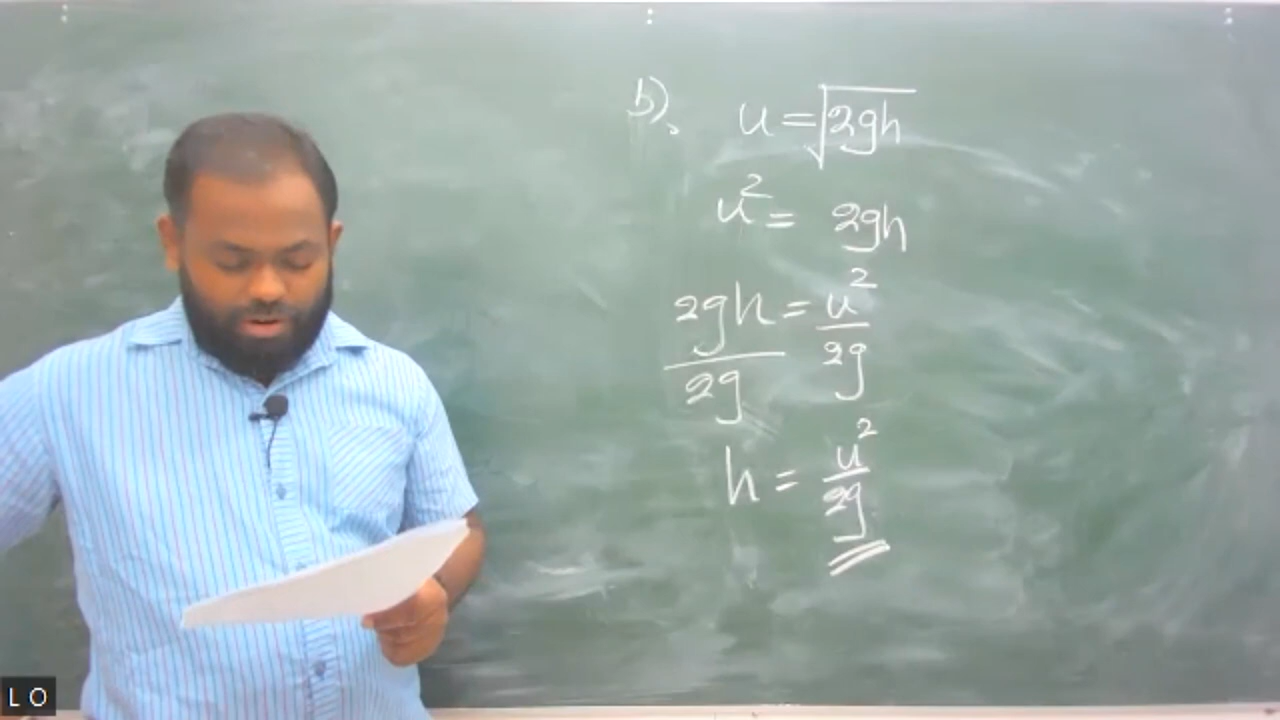 b). u = √2gh
u² = 2gh
2gh/2g = u²/2g
h = u²/2g
L O